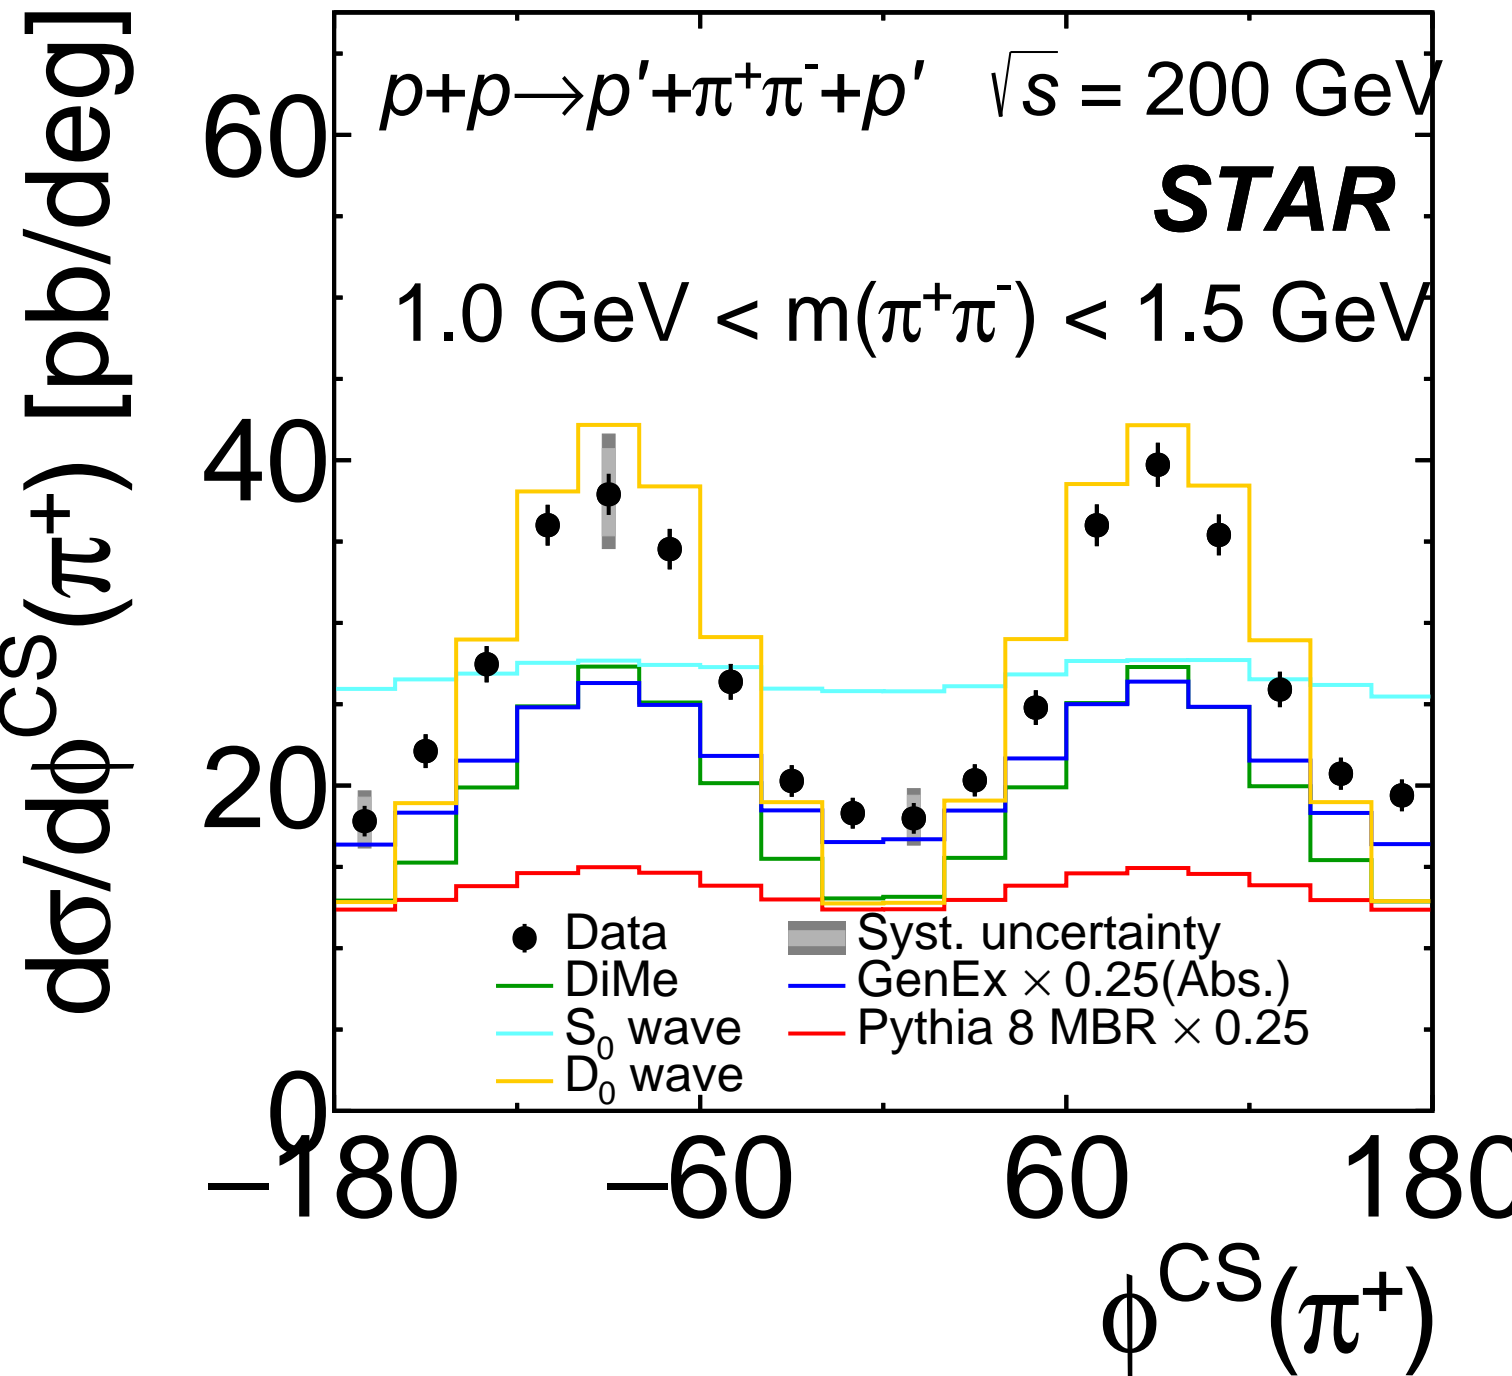 dσ/dϕ^CS(π⁺) [pb/deg]
p+p→p′+π⁺π⁻+p′ √s = 200 GeV
STAR
1.0 GeV < m(π⁺π⁻) < 1.5 GeV
60
40
20
0
Data
Syst. uncertainty
DiMe
GenEx × 0.25(Abs.)
S₀ wave
Pythia 8 MBR × 0.25
D₀ wave
−180 −60 60 180
ϕ^CS(π⁺)